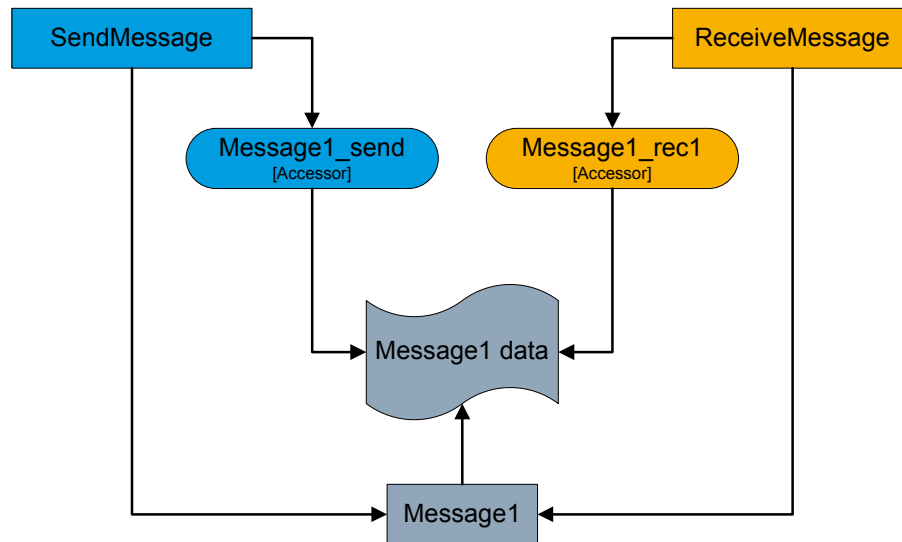 SendMessage
ReceiveMessage
Message1_send
[Accessor]
Message1_rec1
[Accessor]
Message1 data
Message1